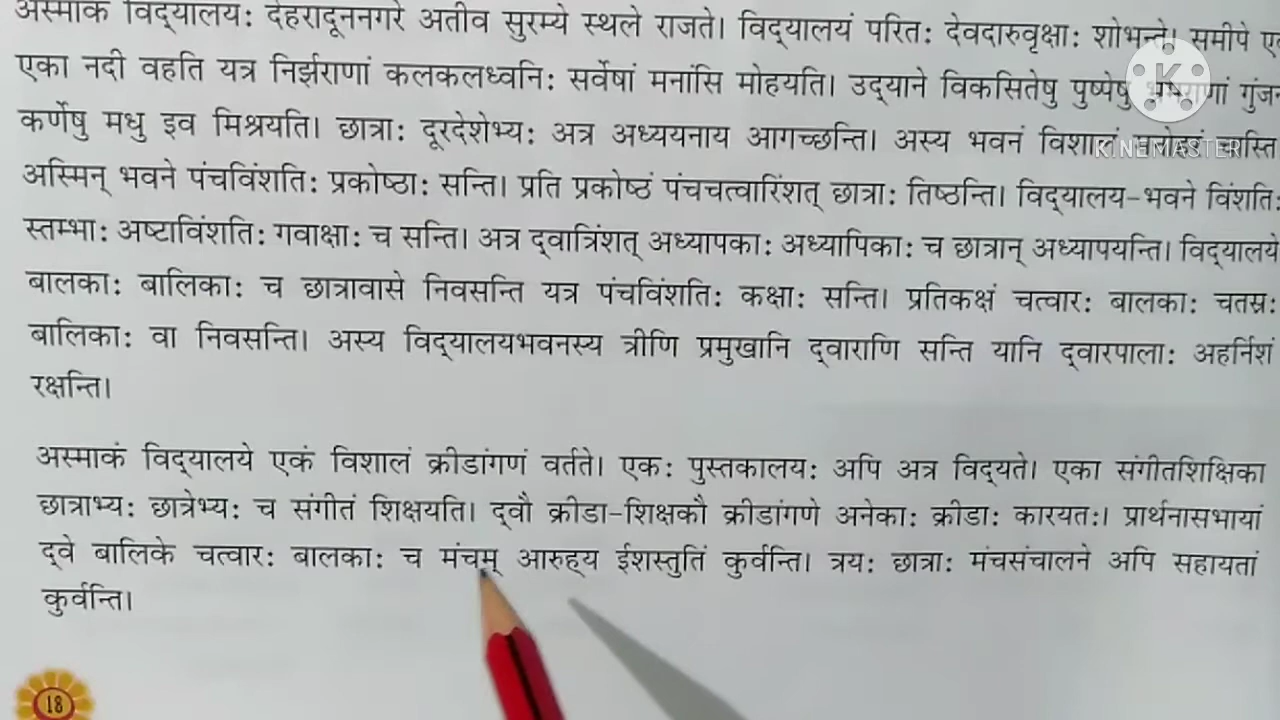 अस्माकं विद्‌यालयः देहरादूननगरे अतीव सुरम्ये स्थले राजते। विद्‌यालयं परितः देवदारुवृक्षाः शोभन्ते। समीपे
एका नदी वहति यत्र निर्झराणां कलकलध्वनिः सर्वेषां मनांसि मोहयति। उद्‌याने विकसितेषु पुष्पेषु
कर्णेषु मधु इव मिश्रयति। छात्राः दूरदेशेभ्यः अत्र अध्ययनाय आगच्छन्ति। अस्य भवनं विशालं चास्ति
अस्मिन् भवने पंचविंशतिः प्रकोष्ठाः सन्ति। प्रति प्रकोष्ठं पंचचत्वारिंशत् छात्राः तिष्ठन्ति। विद्‌यालय-भवने विंशतिः
स्तम्भाः अष्टाविंशतिः गवाक्षाः च सन्ति। अत्र द्‌वात्रिंशत् अध्यापकाः अध्यापिकाः च छात्रान् अध्यापयन्ति। विद्‌यालये
बालकाः बालिकाः च छात्रावासे निवसन्ति यत्र पंचविंशतिः कक्षाः सन्ति। प्रतिकक्षं चत्वारः बालकाः चतस्रः
बालिकाः वा निवसन्ति। अस्य विद्‌यालयभवनस्य त्रीणि प्रमुखानि द्‌वाराणि सन्ति यानि द्‌वारपालाः अहर्निशं
रक्षन्ति।
अस्माकं विद्‌यालये एकं विशालं क्रीडांगणं वर्तते। एकः पुस्तकालयः अपि अत्र विद्‌यते। एका संगीतशिक्षिका
छात्राभ्यः छात्रेभ्यः च संगीतं शिक्षयति। द्‌वौ क्रीडा-शिक्षकौ क्रीडांगणे अनेकाः क्रीडाः कारयतः। प्रार्थनासभायां
द्‌वे बालिके चत्वारः बालकाः च मंचम् आरुह्‌य ईशस्तुतिं कुर्वन्ति। त्रयः छात्राः मंचसंचालने अपि सहायतां
कुर्वन्ति।
18
K
KINEMASTER